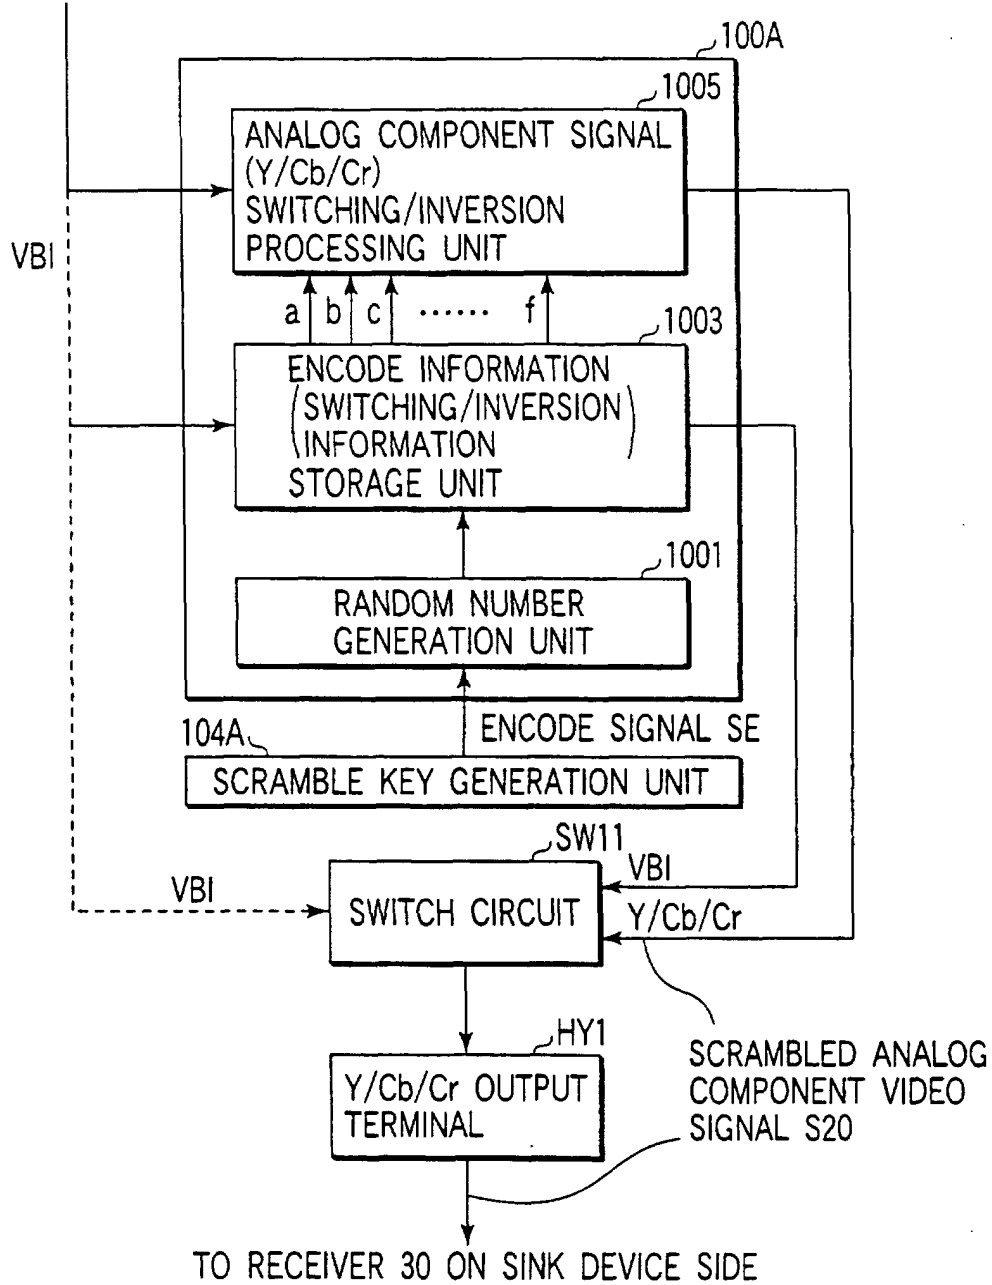 100A
1005
ANALOG COMPONENT SIGNAL
(Y/Cb/Cr)
SWITCHING/INVERSION
PROCESSING UNIT
VBI
a b c ...... f
1003
ENCODE INFORMATION
(SWITCHING/INVERSION)
INFORMATION
STORAGE UNIT
1001
RANDOM NUMBER
GENERATION UNIT
ENCODE SIGNAL SE
104A
SCRAMBLE KEY GENERATION UNIT
SW11
VBI
VBI
SWITCH CIRCUIT
Y/Cb/Cr
HY1
Y/Cb/Cr OUTPUT
TERMINAL
SCRAMBLED ANALOG
COMPONENT VIDEO
SIGNAL S20
TO RECEIVER 30 ON SINK DEVICE SIDE